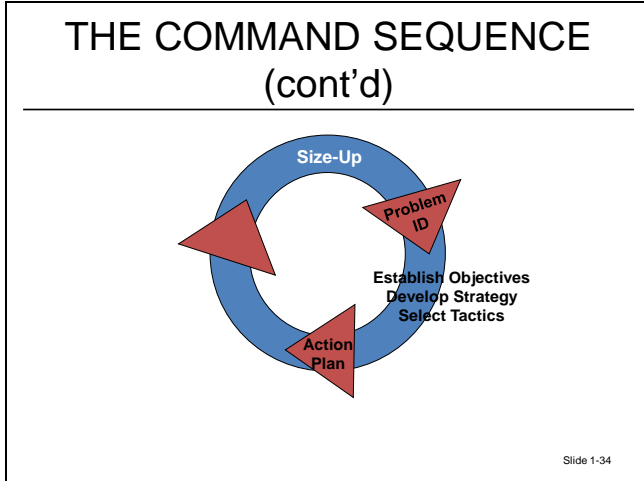 THE COMMAND SEQUENCE
(cont’d)
Size-Up
Problem
ID
Establish Objectives
Develop Strategy
Select Tactics
Action
Plan
Slide 1-34